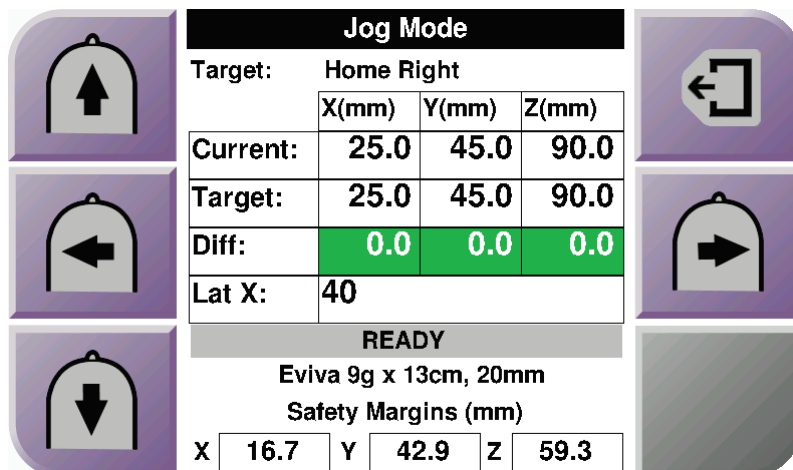 Jog Mode
Target: Home Right
X(mm) Y(mm) Z(mm)
Current: 25.0 45.0 90.0
Target: 25.0 45.0 90.0
Diff: 0.0 0.0 0.0
Lat X: 40
READY
Eviva 9g x 13cm, 20mm
Safety Margins (mm)
X 16.7 Y 42.9 Z 59.3